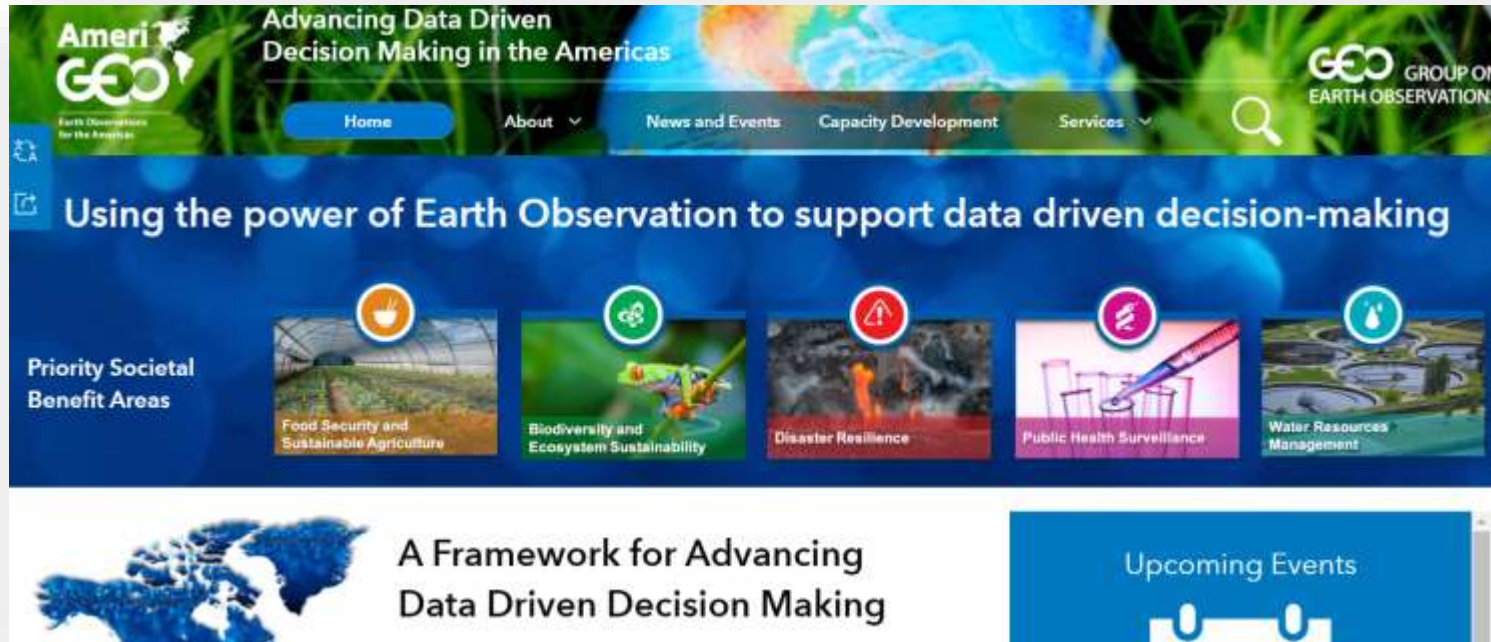 Ameri
GEO
Earth Observations
for the Americas
Advancing Data Driven
Decision Making in the Americas
GEO GROUP ON
EARTH OBSERVATIONS
Home
About
News and Events
Capacity Development
Services
Using the power of Earth Observation to support data driven decision-making
Priority Societal
Benefit Areas
Food Security and
Sustainable Agriculture
Biodiversity and
Ecosystem Sustainability
Disaster Resilience
Public Health Surveillance
Water Resources
Management
A Framework for Advancing
Data Driven Decision Making
Upcoming Events